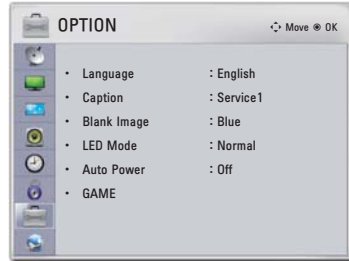 OPTION
Move OK
• Language : English
• Caption : Service1
• Blank Image : Blue
• LED Mode : Normal
• Auto Power : Off
• GAME